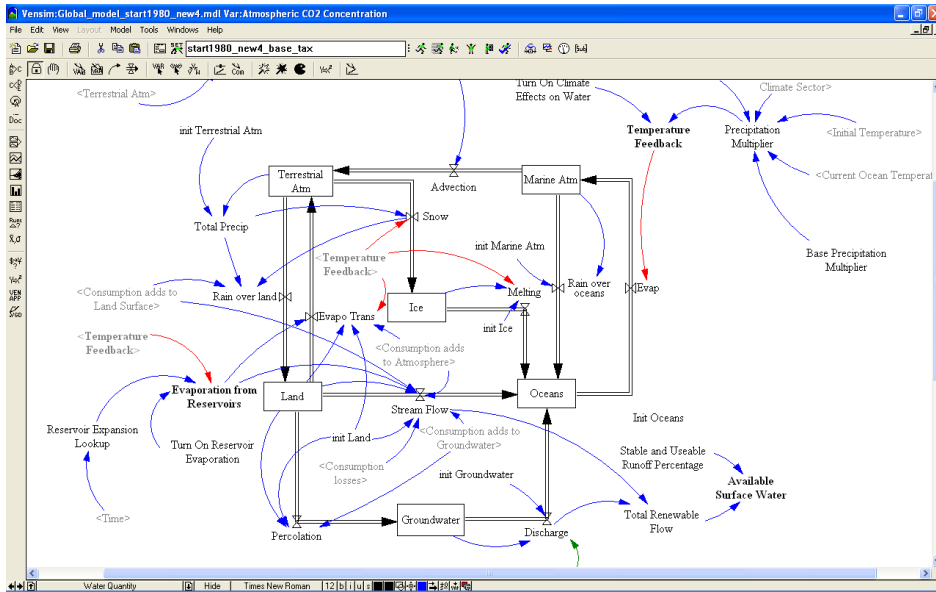 Vensim:Global_model_start1980_new4.mdl Var:Atmospheric CO2 Concentration
File Edit View Layout Model Tools Windows Help
start1980_new4_base_tax
<Terrestrial Atm>
Turn On Climate
Effects on Water
Climate Sector>
init Terrestrial Atm
Temperature
Feedback
Precipitation
Multiplier
<Initial Temperature>
Terrestrial
Atm
Advection
Marine Atm
<Current Ocean Temperat
Total Precip
Snow
init Marine Atm
Base Precipitation
Multiplier
<Temperature
Feedback>
<Consumption adds to
Land Surface>
Rain over land
Melting
Rain over
oceans
Evap
Ice
Evapo Trans
init Ice
<Temperature
Feedback>
<Consumption adds
to Atmosphere>
Evaporation from
Reservoirs
Land
Oceans
Stream Flow
Init Oceans
Reservoir Expansion
Lookup
Turn On Reservoir
Evaporation
init Land
<Consumption adds to
Groundwater>
Stable and Useable
Runoff Percentage
<Consumption
losses>
init Groundwater
Available
Surface Water
<Time>
Percolation
Groundwater
Discharge
Total Renewable
Flow
Water Quantity Hide Times New Roman 12 b i u s